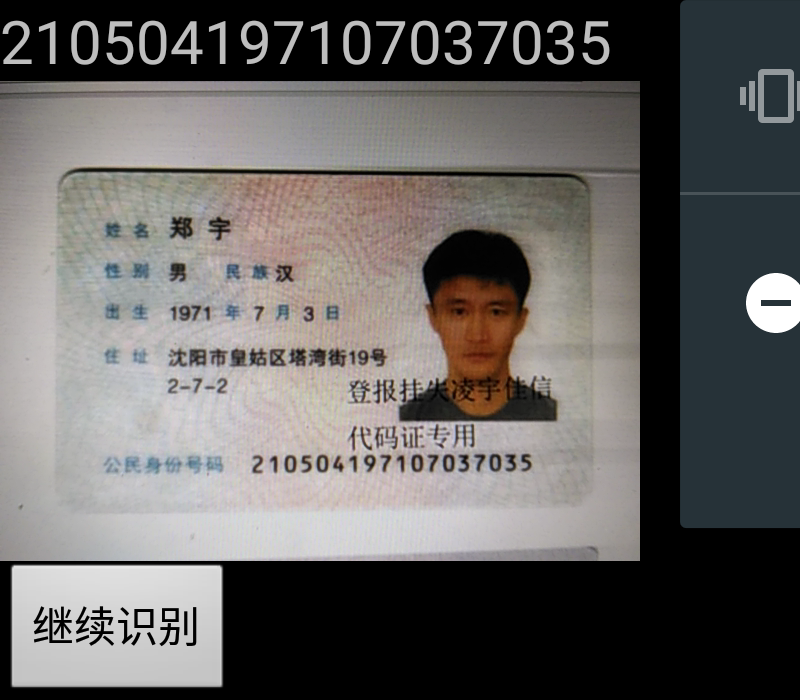 210504197107037035
姓名 郑宇
性别 男 民族 汉
出生 1971 年 7 月 3 日
住址 沈阳市皇姑区塔湾街19号
2-7-2
登报挂失凌宇佳信
代码证专用
公民身份号码 210504197107037035
继续识别